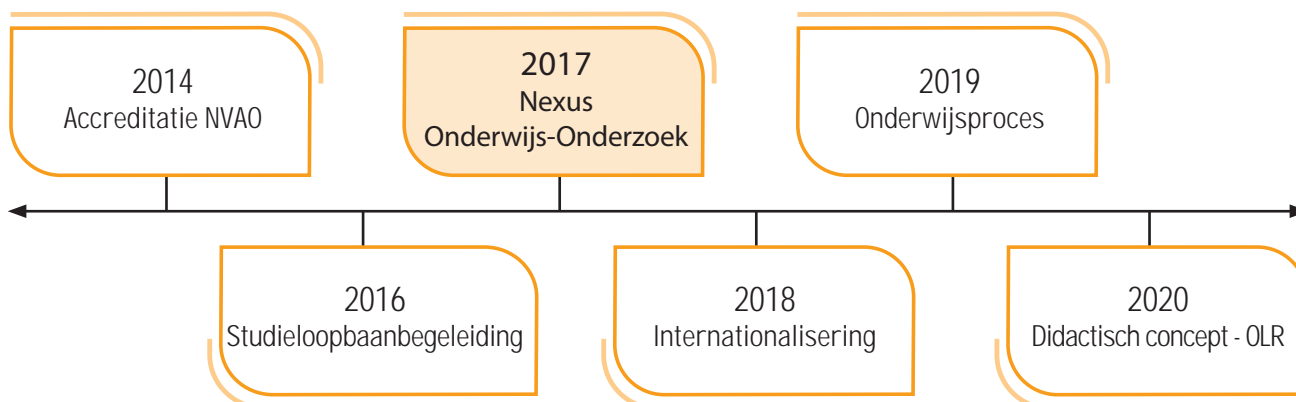 2014
Accreditatie NVAO
2017
Nexus
Onderwijs-Onderzoek
2019
Onderwijsproces
2016
Studieloopbaanbegeleiding
2018
Internationalisering
2020
Didactisch concept - OLR